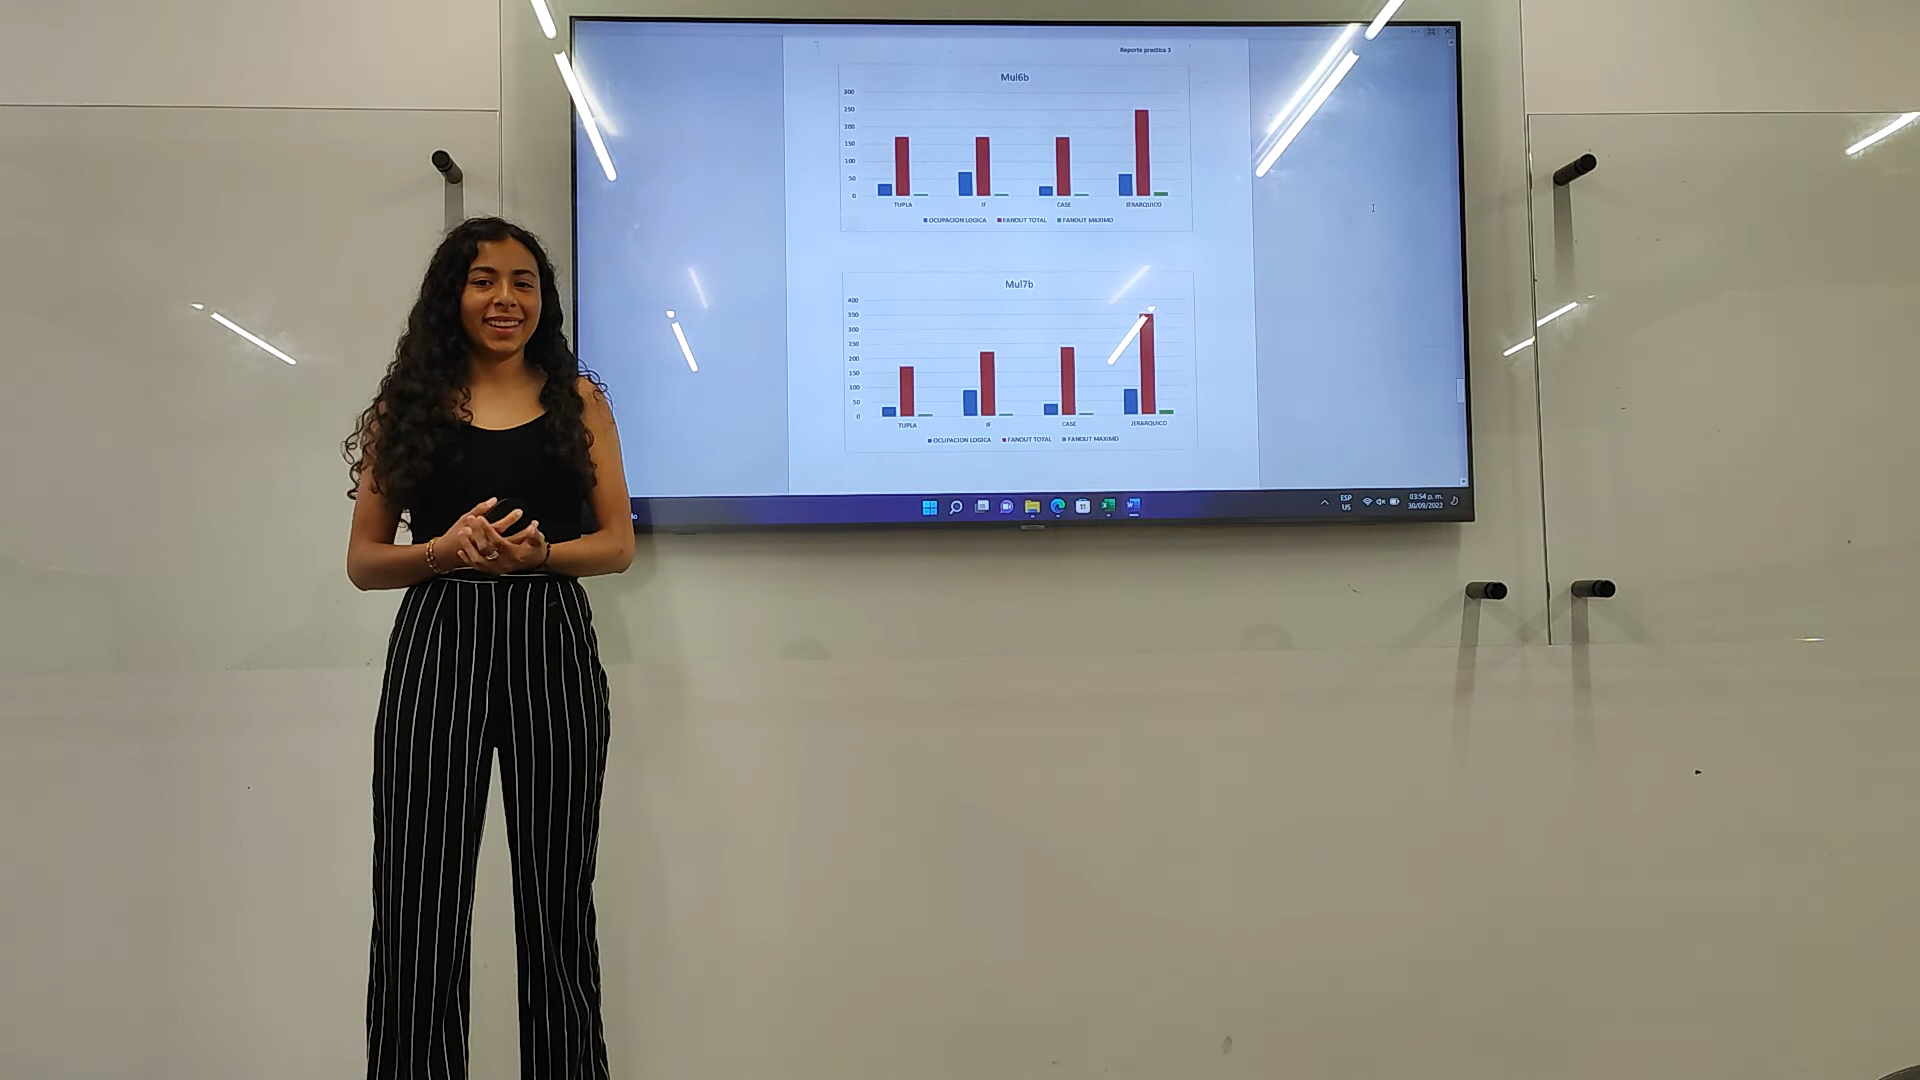 Reporte practica 3
Mul6b
300
250
200
150
100
50
0
TUPLA IF CASE JERARQUICO
OCUPACION LOGICA FANOUT TOTAL FANOUT MAXIMO
Mul7b
400
350
300
250
200
150
100
50
0
TUPLA IF CASE JERARQUICO
OCUPACION LOGICA FANOUT TOTAL FANOUT MAXIMO
ESP 03:54 p. m.
US 30/09/2022